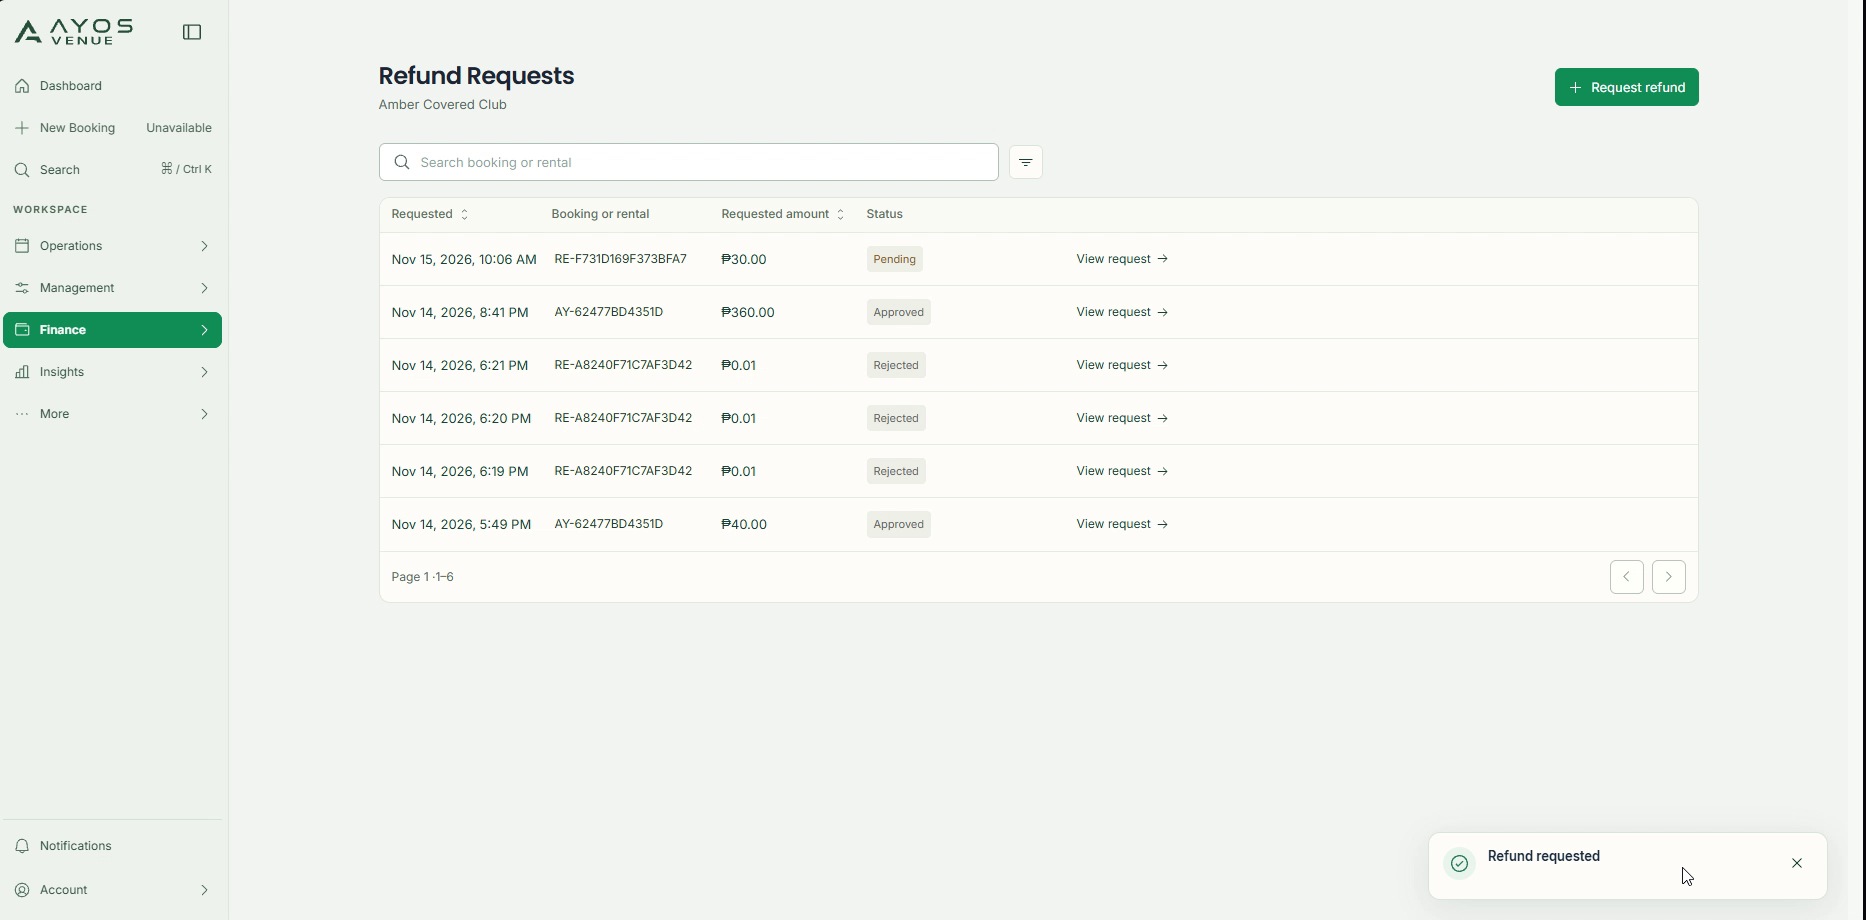 AYOS
VENUE
Dashboard
New Booking Unavailable
Search ⌘ / Ctrl K
WORKSPACE
Operations
Management
Finance
Insights
More
Notifications
Account
Refund Requests
Amber Covered Club
Request refund
Search booking or rental
Requested Booking or rental Requested amount Status
Nov 15, 2026, 10:06 AM RE-F731D169F373BFA7 ₱30.00 Pending View request →
Nov 14, 2026, 8:41 PM AY-62477BD4351D ₱360.00 Approved View request →
Nov 14, 2026, 6:21 PM RE-A8240F71C7AF3D42 ₱0.01 Rejected View request →
Nov 14, 2026, 6:20 PM RE-A8240F71C7AF3D42 ₱0.01 Rejected View request →
Nov 14, 2026, 6:19 PM RE-A8240F71C7AF3D42 ₱0.01 Rejected View request →
Nov 14, 2026, 5:49 PM AY-62477BD4351D ₱40.00 Approved View request →
Page 1 ·1–6
Refund requested